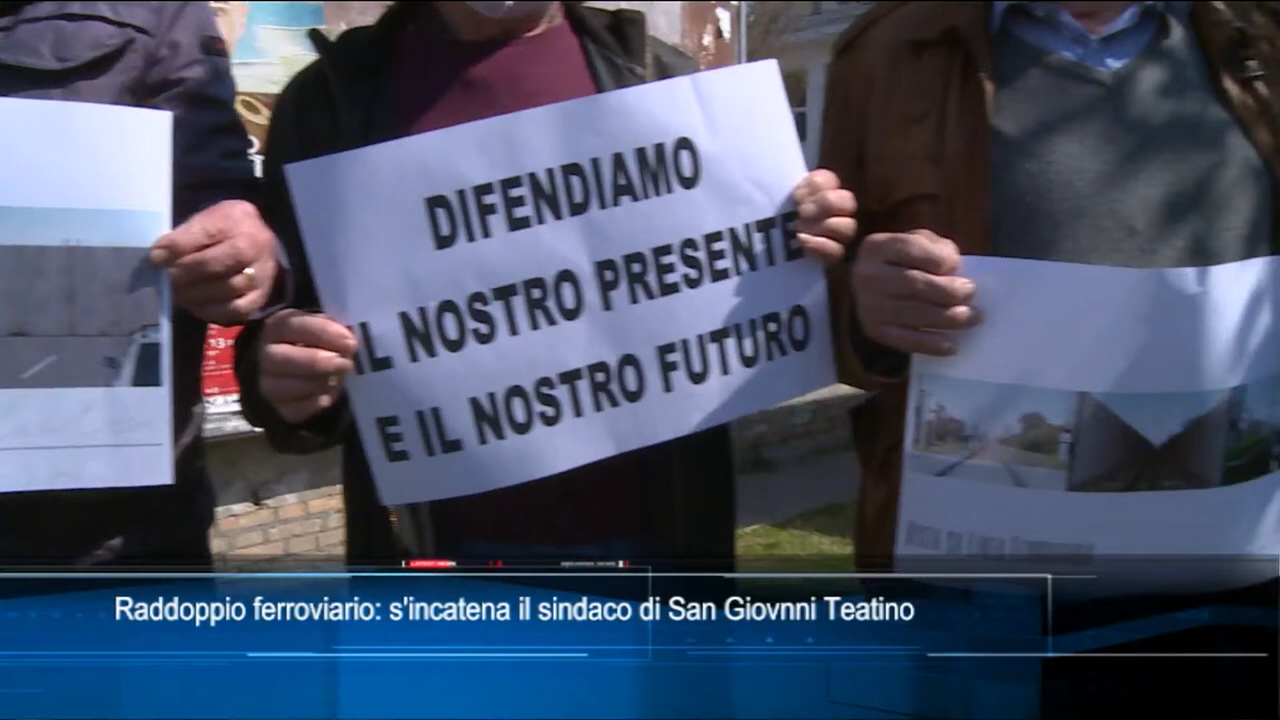 DIFENDIAMO
IL NOSTRO PRESENTE
E IL NOSTRO FUTURO
Raddoppio ferroviario: s'incatena il sindaco di San Giovnni Teatino